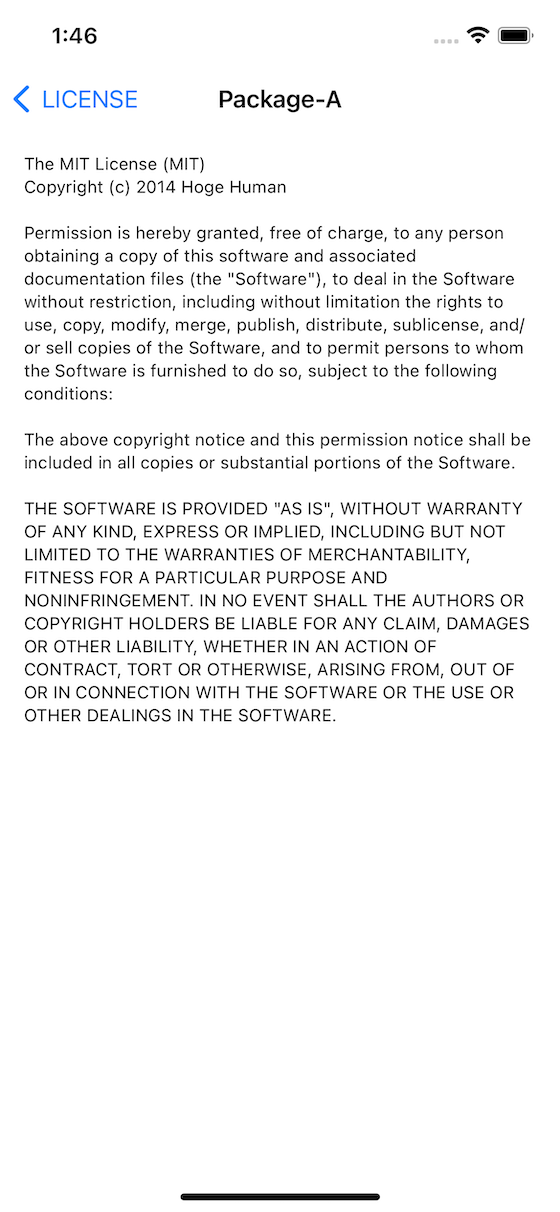 1:46
LICENSE
Package-A
The MIT License (MIT)
Copyright (c) 2014 Hoge Human
Permission is hereby granted, free of charge, to any person
obtaining a copy of this software and associated
documentation files (the "Software"), to deal in the Software
without restriction, including without limitation the rights to
use, copy, modify, merge, publish, distribute, sublicense, and/
or sell copies of the Software, and to permit persons to whom
the Software is furnished to do so, subject to the following
conditions:
The above copyright notice and this permission notice shall be
included in all copies or substantial portions of the Software.
THE SOFTWARE IS PROVIDED "AS IS", WITHOUT WARRANTY
OF ANY KIND, EXPRESS OR IMPLIED, INCLUDING BUT NOT
LIMITED TO THE WARRANTIES OF MERCHANTABILITY,
FITNESS FOR A PARTICULAR PURPOSE AND
NONINFRINGEMENT. IN NO EVENT SHALL THE AUTHORS OR
COPYRIGHT HOLDERS BE LIABLE FOR ANY CLAIM, DAMAGES
OR OTHER LIABILITY, WHETHER IN AN ACTION OF
CONTRACT, TORT OR OTHERWISE, ARISING FROM, OUT OF
OR IN CONNECTION WITH THE SOFTWARE OR THE USE OR
OTHER DEALINGS IN THE SOFTWARE.